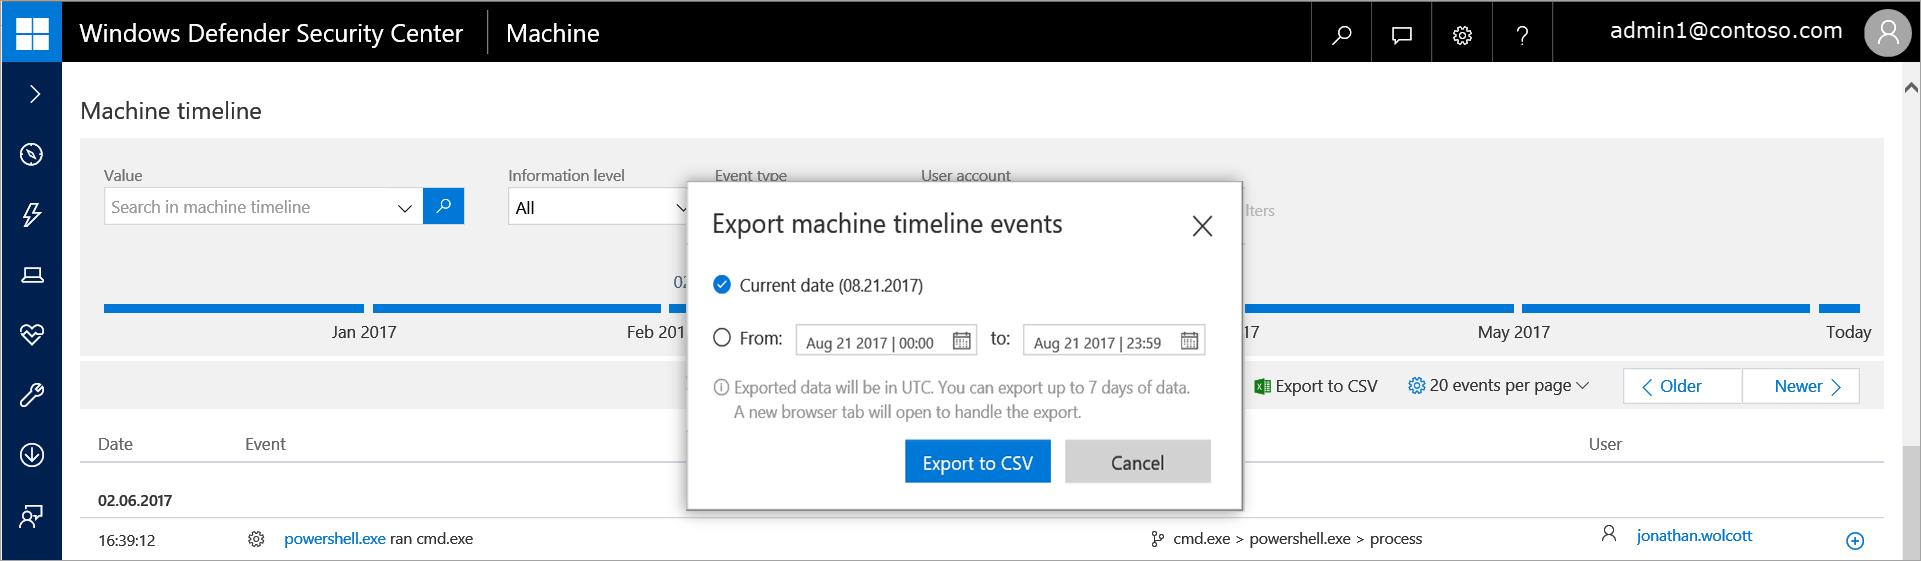 Windows Defender Security Center
Machine
?
admin1@contoso.com
Machine timeline
Value
Information level
Event type
User account
Search in machine timeline
All
lters
Export machine timeline events
Current date (08.21.2017)
02
Jan 2017
Feb 201
17
May 2017
Today
From: Aug 21 2017 | 00:00 to: Aug 21 2017 | 23:59
Exported data will be in UTC. You can export up to 7 days of data.
A new browser tab will open to handle the export.
Export to CSV
Cancel
Export to CSV
20 events per page
Older
Newer
Date
Event
User
02.06.2017
16:39:12
powershell.exe ran cmd.exe
cmd.exe > powershell.exe > process
jonathan.wolcott